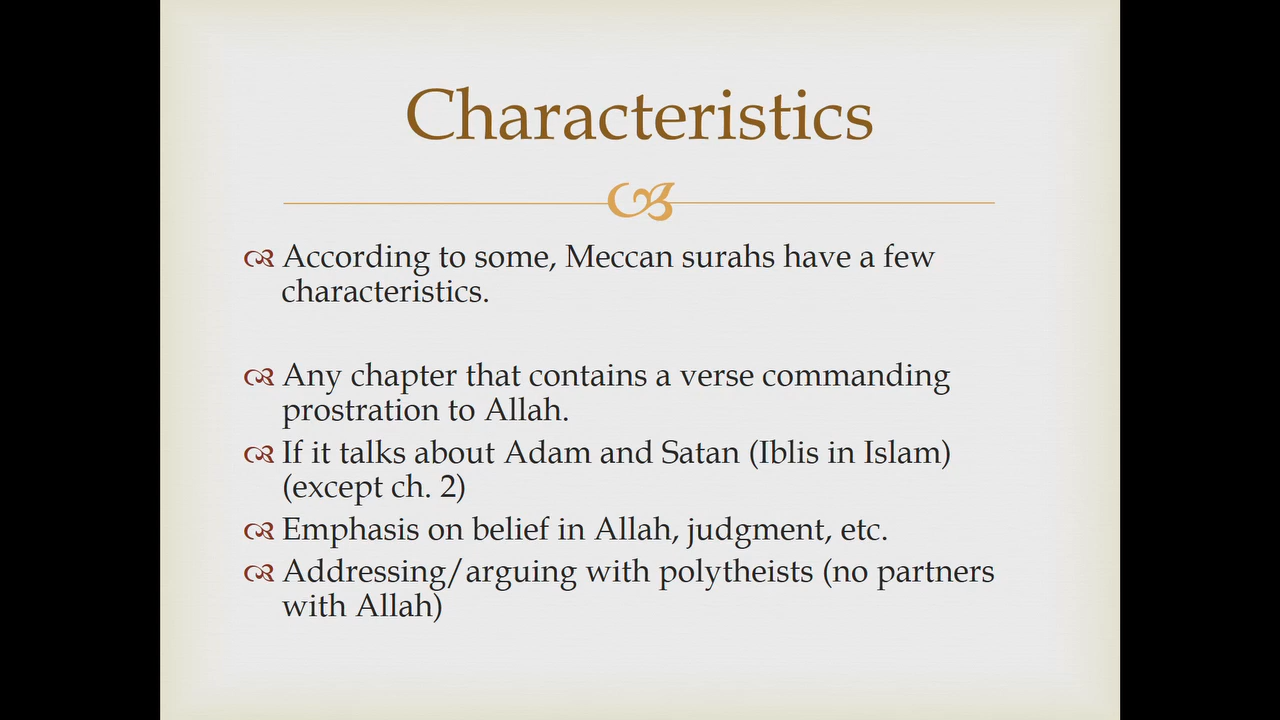 Characteristics
According to some, Meccan surahs have a few
characteristics.
Any chapter that contains a verse commanding
prostration to Allah.
If it talks about Adam and Satan (Iblis in Islam)
(except ch. 2)
Emphasis on belief in Allah, judgment, etc.
Addressing/arguing with polytheists (no partners
with Allah)